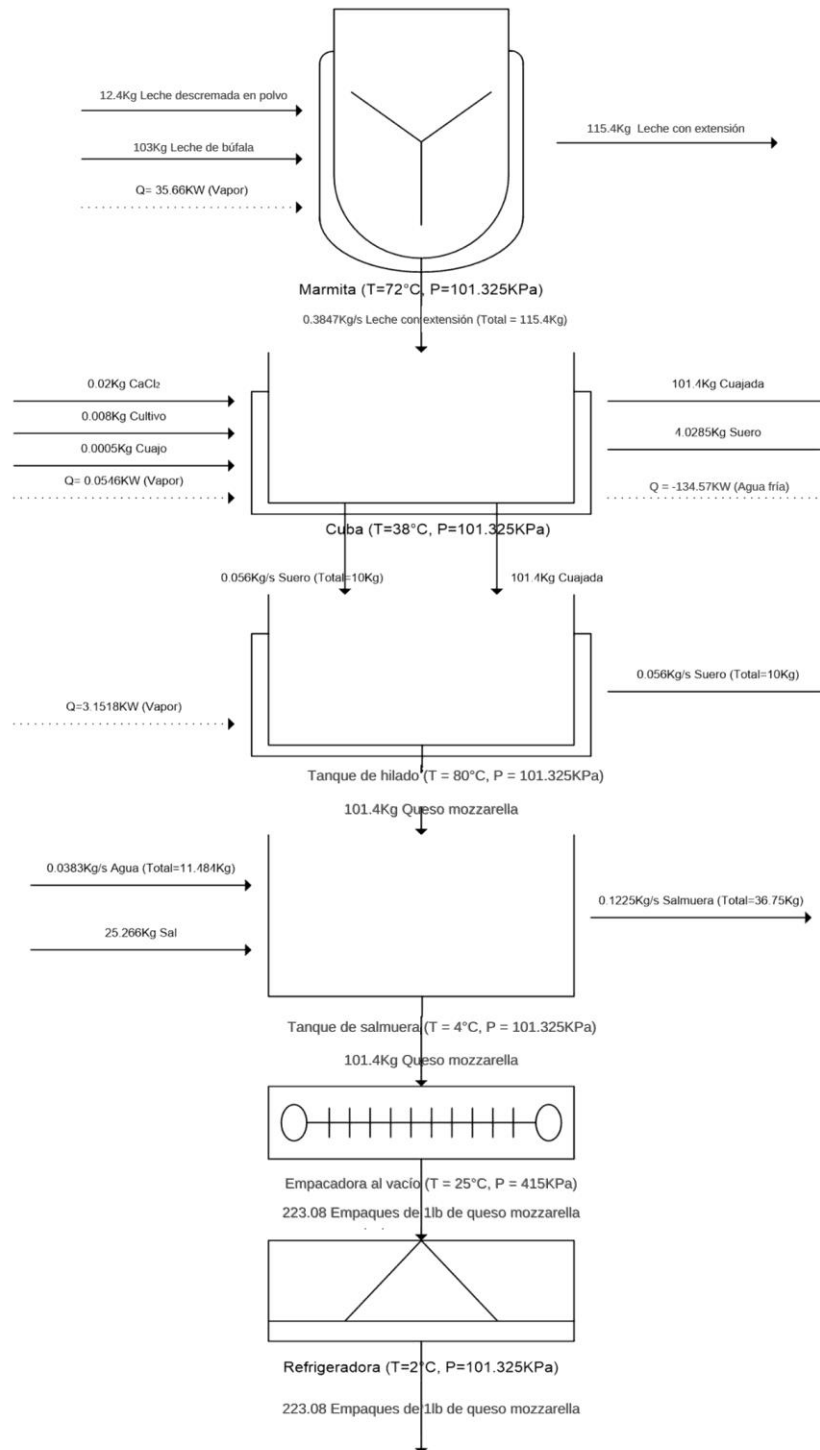 12.4Kg Leche descremada en polvo
103Kg Leche de búfala
Q= 35.66KW (Vapor)
115.4Kg Leche con extensión
Marmita (T=72°C, P=101.325KPa)
0.3847Kg/s Leche con extensión (Total = 115.4Kg)
0.02Kg CaCl₂
0.008Kg Cultivo
0.0005Kg Cuajo
Q= 0.0546KW (Vapor)
101.4Kg Cuajada
4.0285Kg Suero
Q = -134.57KW (Agua fría)
Cuba (T=38°C, P=101.325KPa)
0.056Kg/s Suero (Total=10Kg)
101.4Kg Cuajada
Q=3.1518KW (Vapor)
0.056Kg/s Suero (Total=10Kg)
Tanque de hilado (T = 80°C, P = 101.325KPa)
101.4Kg Queso mozzarella
0.0383Kg/s Agua (Total=11.484Kg)
25.266Kg Sal
0.1225Kg/s Salmuera (Total=36.75Kg)
Tanque de salmuera (T = 4°C, P = 101.325KPa)
101.4Kg Queso mozzarella
Empacadora al vacío (T = 25°C, P = 415KPa)
223.08 Empaques de 1lb de queso mozzarella
Refrigeradora (T=2°C, P=101.325KPa)
223.08 Empaques de 1lb de queso mozzarella